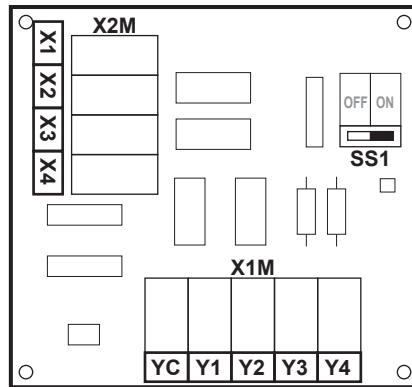 X2M
X1
X2
X3
X4
OFF ON
SS1
X1M
YC Y1 Y2 Y3 Y4